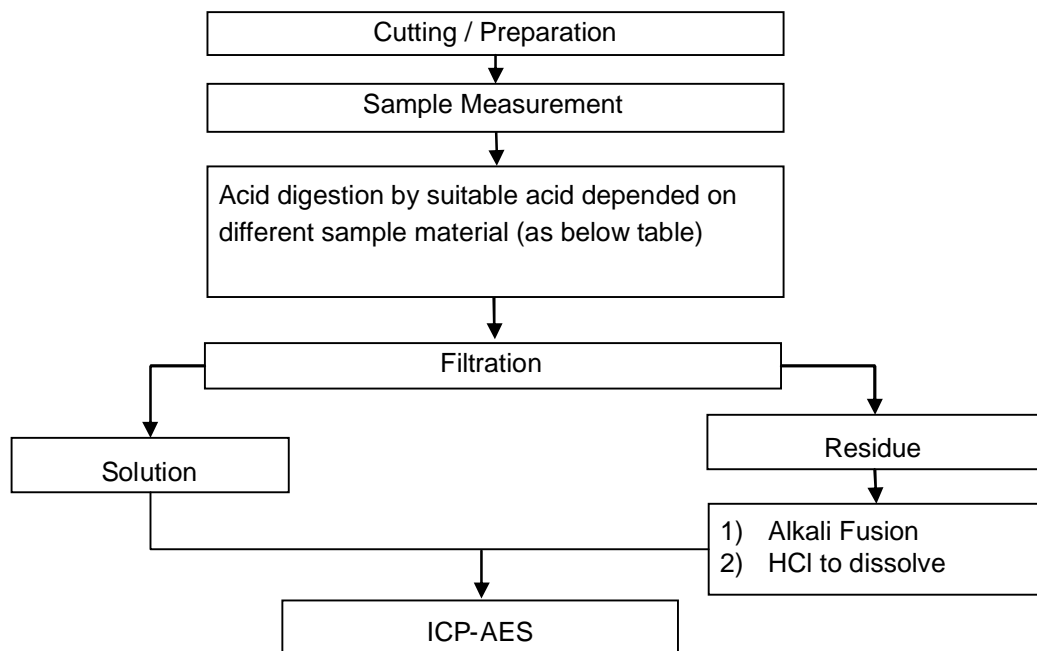 Cutting / Preparation
Sample Measurement
Acid digestion by suitable acid depended on
different sample material (as below table)
Filtration
Solution
Residue
1) Alkali Fusion
2) HCl to dissolve
ICP-AES